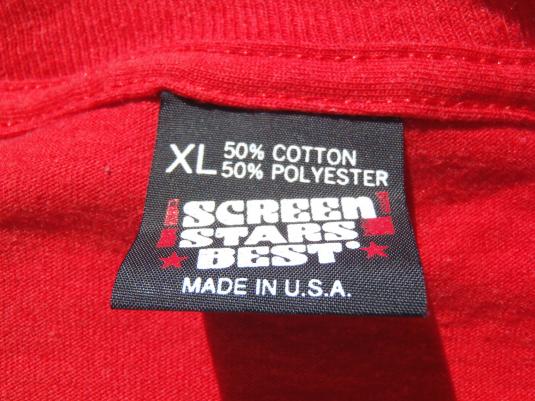 XL 50% COTTON
50% POLYESTER
SCREEN
STARS
BEST.
MADE IN U.S.A.